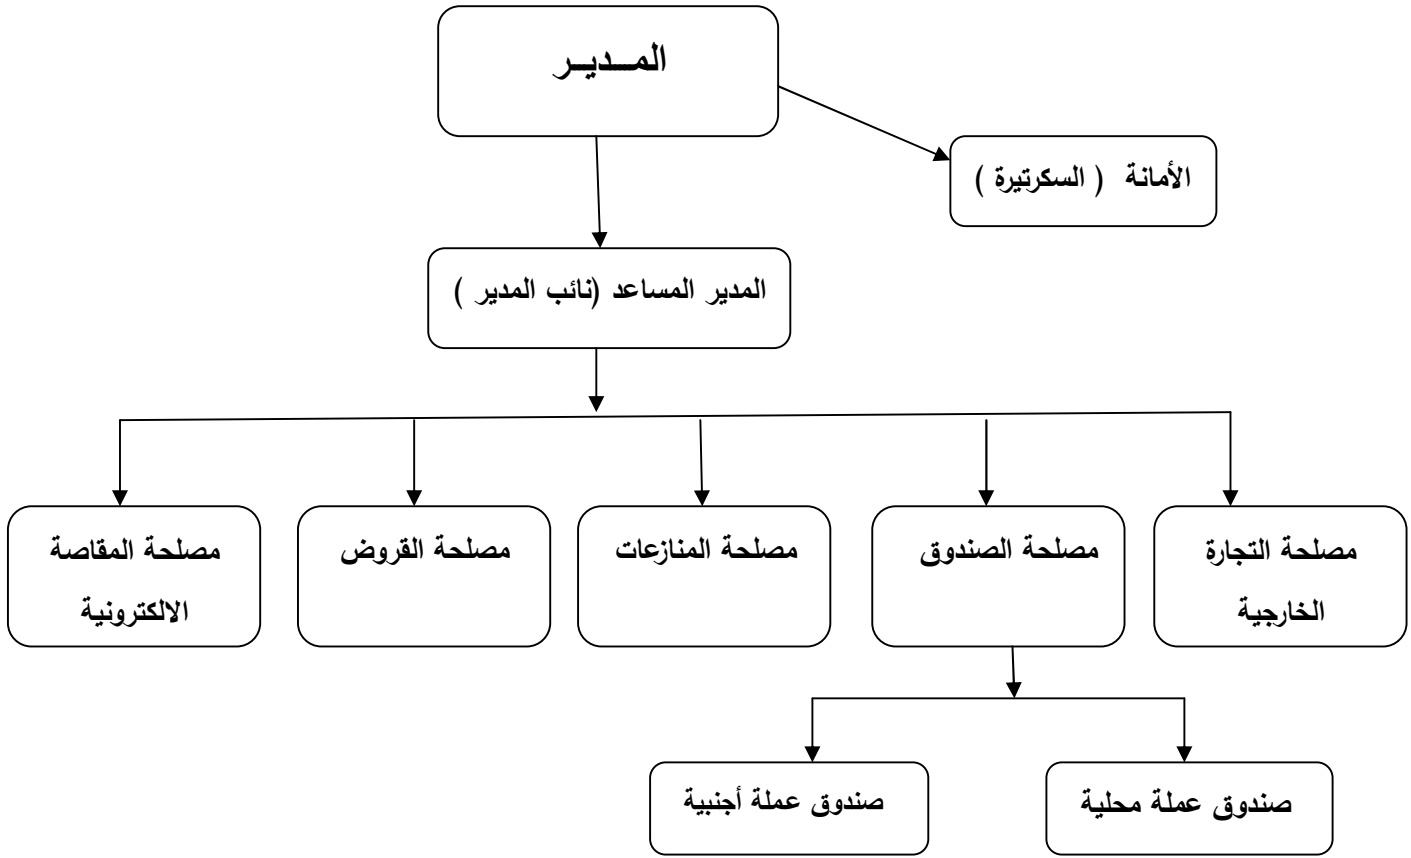 المــديــر
الأمانة ( السكرتيرة )
المدير المساعد (نائب المدير )
مصلحة التجارة
الخارجية
مصلحة الصندوق
مصلحة المنازعات
مصلحة القروض
مصلحة المقاصة
الالكترونية
صندوق عملة محلية
صندوق عملة أجنبية